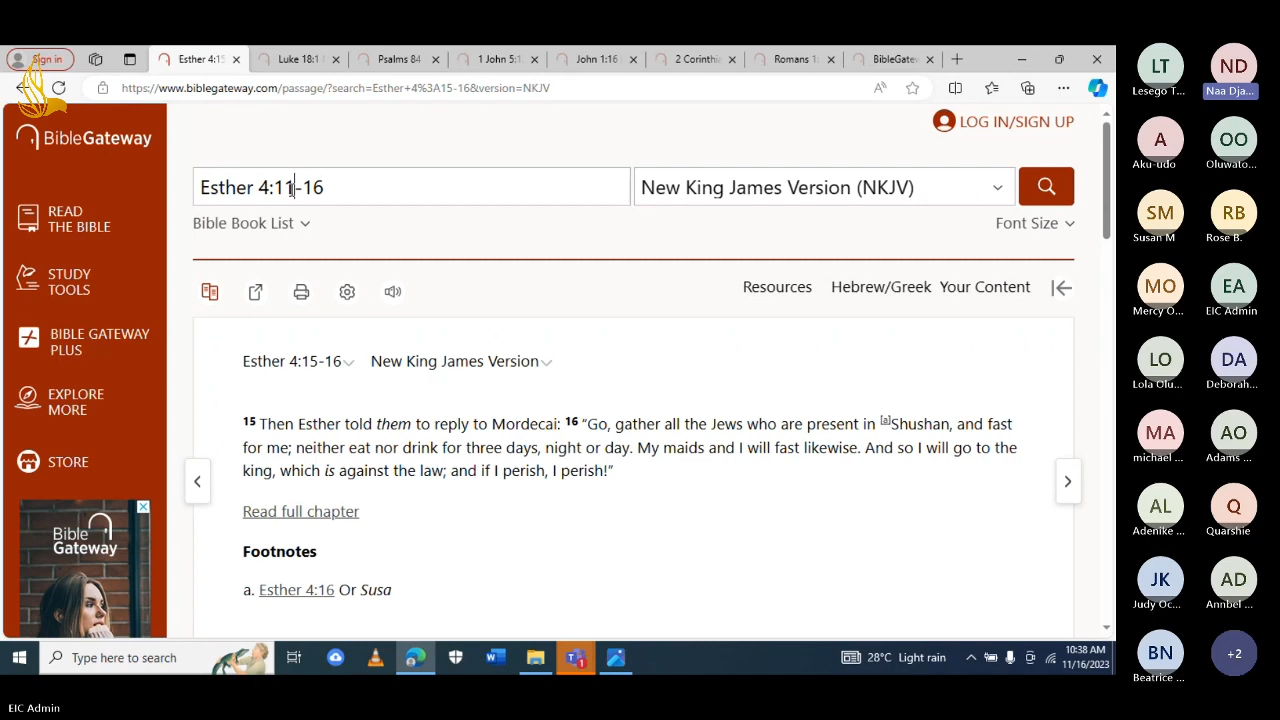 Sign in
Esther 4:15
Luke 18:1
Psalms 84
1 John 5:1
John 1:16
2 Corinthi
Romans 1
BibleGate
https://www.biblegateway.com/passage/?search=Esther+4%3A15-16&version=NKJV
BibleGateway
LOG IN/SIGN UP
Esther 4:11-16
New King James Version (NKJV)
Bible Book List
Font Size
READ
THE BIBLE
STUDY
TOOLS
BIBLE GATEWAY
PLUS
EXPLORE
MORE
STORE
Bible
Gateway
Resources
Hebrew/Greek
Your Content
Esther 4:15-16
New King James Version
15 Then Esther told them to reply to Mordecai: 16 “Go, gather all the Jews who are present in [a]Shushan, and fast
for me; neither eat nor drink for three days, night or day. My maids and I will fast likewise. And so I will go to the
king, which is against the law; and if I perish, I perish!”
Read full chapter
Footnotes
a. Esther 4:16 Or Susa
Type here to search
28°C Light rain
10:38 AM
11/16/2023
EIC Admin
LT
Lesego T...
ND
Naa Dja...
A
Aku-udo
OO
Oluwato...
SM
Susan M
RB
Rose B.
MO
Mercy O...
EA
EIC Admin
LO
Lola Olu...
DA
Deborah...
MA
michael ...
AO
Adams ...
AL
Adenike ...
Q
Quarshie
JK
Judy Oc...
AD
Annbel ...
BN
Beatrice ...
+2